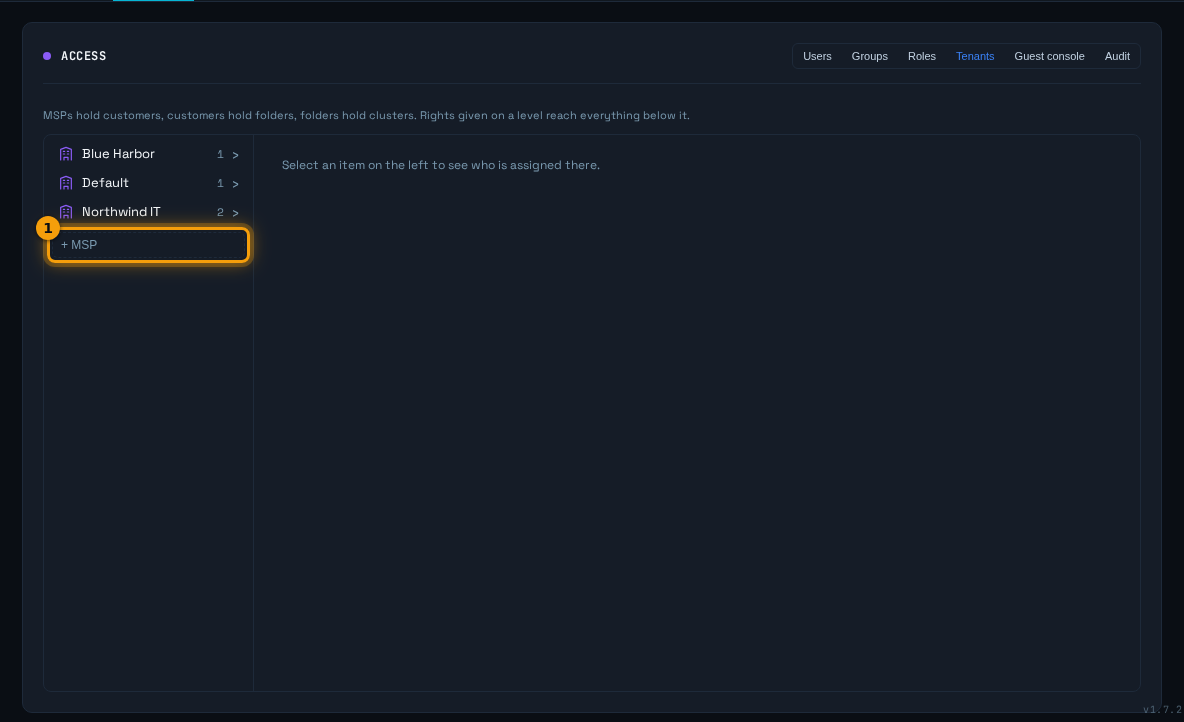 ACCESS
Users Groups Roles Tenants Guest console Audit
MSPs hold customers, customers hold folders, folders hold clusters. Rights given on a level reach everything below it.
Blue Harbor 1 >
Default 1 >
Northwind IT 2 >
1
+ MSP
Select an item on the left to see who is assigned there.
v1.7.2